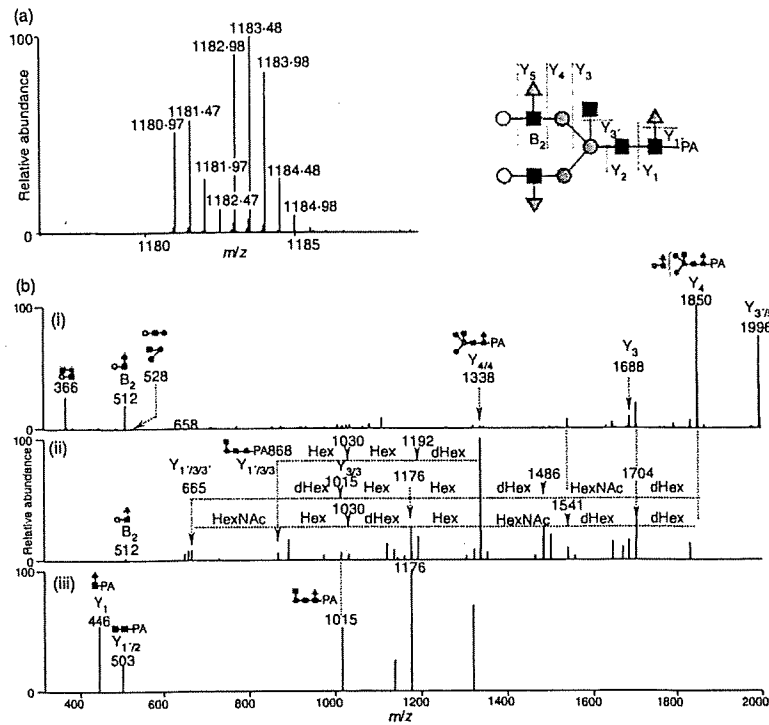 (a)
100
Relative abundance
0
1180·97
1181·47
1181·97
1182·47
1182·98
1183·48
1183·98
1184·48
1184·98
1180
1185
m/z
Y5
Y4
Y3
B2
Y3'
Y2
Y1
Y1'
PA
(b)
(i)
100
0
366
B2
512
528
658
PA
Y4/4
1338
Y3
1688
PA
Y4
1850
1996
(ii)
100
Relative abundance
0
B2
512
Y1'/3/3'
665
PA868
Y1'/3/3
Hex
1030
Hex
1192
dHex
Y3/3
1015
dHex
Hex
1176
Hex
dHex
1486
HexNAc
1704
dHex
HexNAc
1030
Hex
dHex
Hex
HexNAc
1541
dHex
dHex
1176
(iii)
100
0
PA
Y1
446
PA
Y1'/2
503
PA
1015
400
600
800
1000
1200
1400
1600
1800
2000
m/z